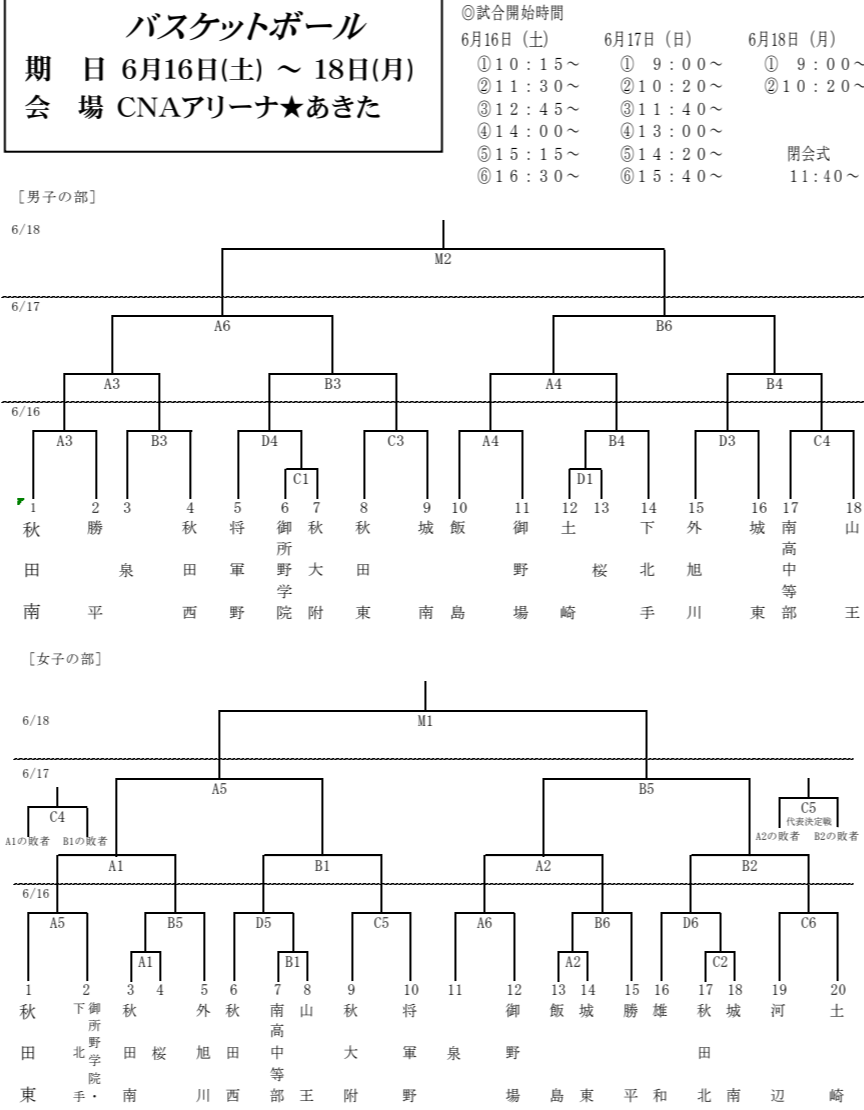 バスケットボール
期　日 6月16日(土) ～ 18日(月)
会　場 CNAアリーナ★あきた
◎試合開始時間
6月16日（土）　6月17日（日）　6月18日（月）
①10：15～　①　9：00～　①　9：00～
②11：30～　②10：20～　②10：20～
③12：45～　③11：40～
④14：00～　④13：00～
⑤15：15～　⑤14：20～　閉会式
⑥16：30～　⑥15：40～　11：40～
［男子の部］
6/18
M2
6/17
A6　B6
A3　B3　A4　B4
6/16
A3　B3　D4　C3　A4　B4　D3　C4
C1　D1
1　2　3　4　5　6　7　8　9　10　11　12　13　14　15　16　17　18
秋田南
勝平
泉
秋田西
将軍野
御所野学院
秋大附
秋田東
城南
飯島
御野場
土崎
桜
下北手
外旭川
城東
南高中等部
山王
［女子の部］
6/18
M1
6/17
A5　B5
C4
A1の敗者　B1の敗者
C5
代表決定戦
A2の敗者　B2の敗者
A1　B1　A2　B2
6/16
A5　B5　D5　C5　A6　B6　D6　C6
A1　B1　A2　C2
1　2　3　4　5　6　7　8　9　10　11　12　13　14　15　16　17　18　19　20
秋田東
御所野学院・
下北手
秋田南
桜
外旭川
秋田西
南高中等部
山王
秋大附
将軍野
泉
御野場
飯島
城東
勝平
雄和
秋田北
城南
河辺
土崎